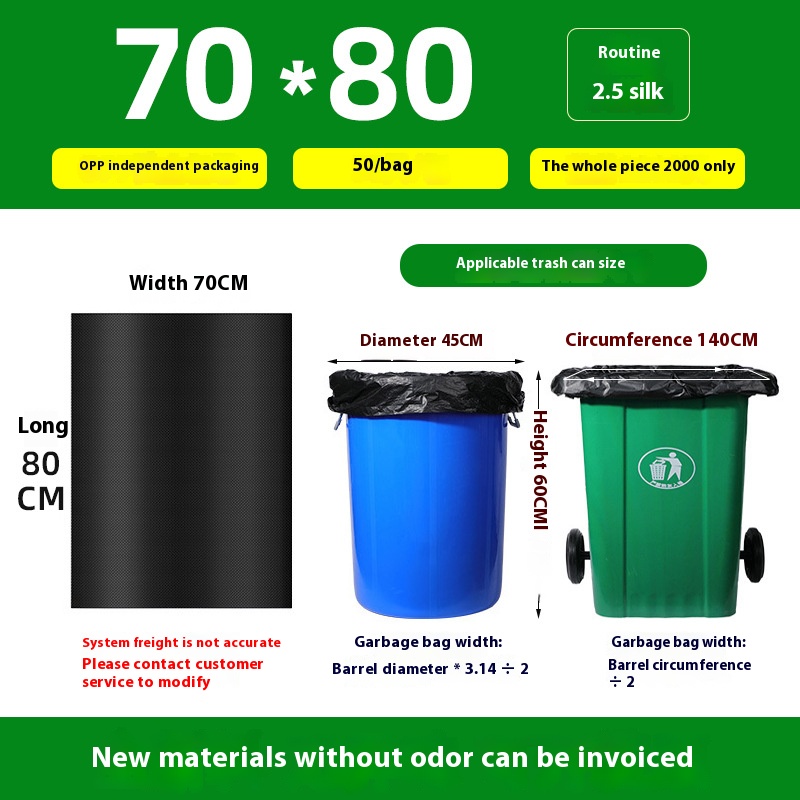 70*80
Routine
2.5 silk
OPP independent packaging
50/bag
The whole piece 2000 only
Applicable trash can size
Width 70CM
Diameter 45CM
Circumference 140CM
Long
80
CM
Height 60CM
System freight is not accurate
Please contact customer
service to modify
Garbage bag width:
Barrel diameter * 3.14 ÷ 2
Garbage bag width:
Barrel circumference
÷ 2
New materials without odor can be invoiced